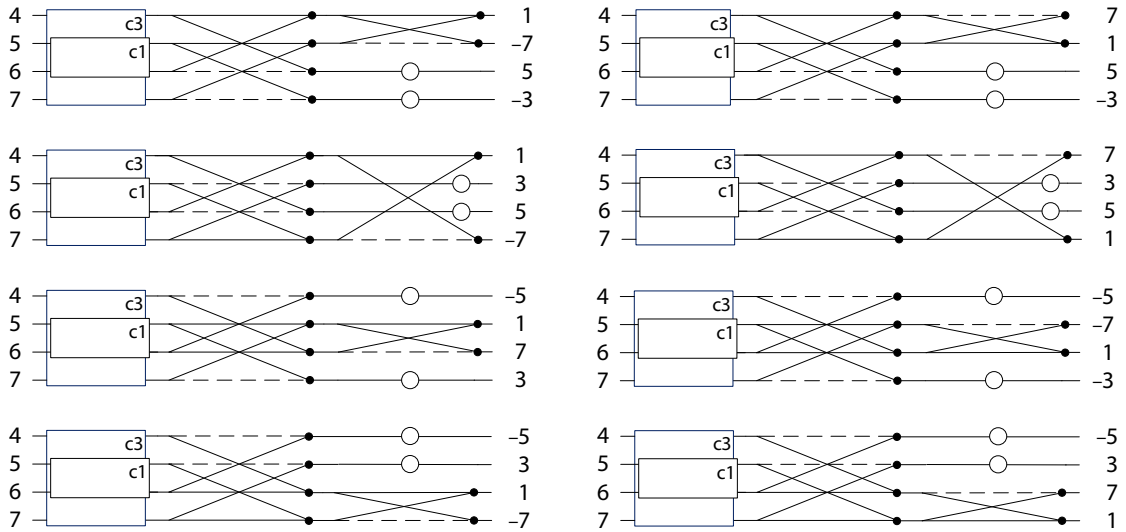 4 c3 1
5 c1 –7
6 5
7 –3
4 c3 7
5 c1 1
6 5
7 –3
4 c3 1
5 c1 3
6 5
7 –7
4 c3 7
5 c1 3
6 5
7 1
4 c3 –5
5 c1 1
6 7
7 3
4 c3 –5
5 c1 –7
6 1
7 –3
4 c3 –5
5 c1 3
6 1
7 –7
4 c3 –5
5 c1 3
6 7
7 1